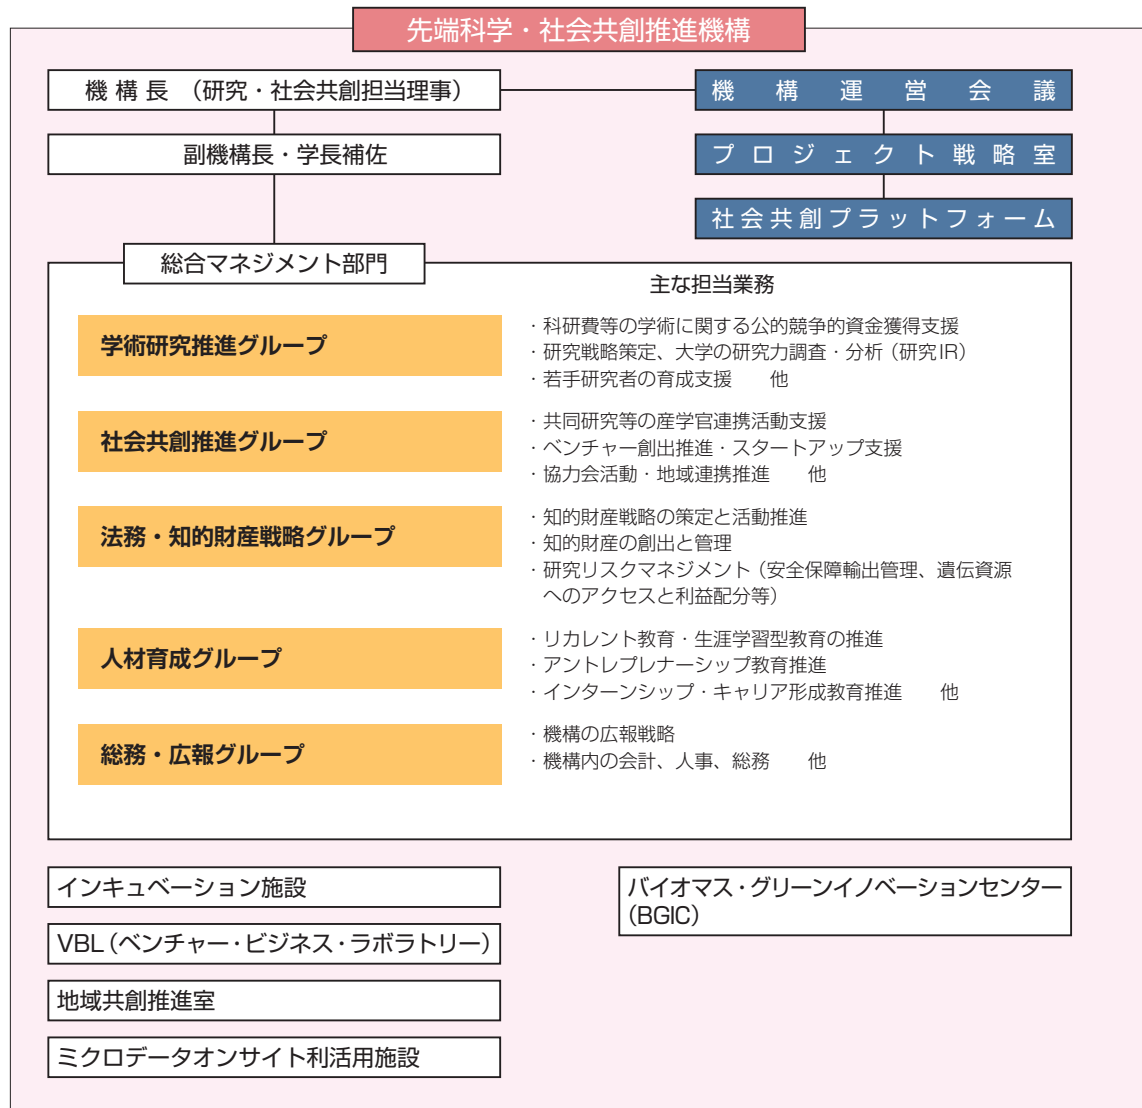 先端科学・社会共創推進機構
機構長 （研究・社会共創担当理事）
機構運営会議
副機構長・学長補佐
プロジェクト戦略室
社会共創プラットフォーム
総合マネジメント部門
主な担当業務
学術研究推進グループ
・科研費等の学術に関する公的競争的資金獲得支援
・研究戦略策定、大学の研究力調査・分析（研究IR）
・若手研究者の育成支援　他
社会共創推進グループ
・共同研究等の産学官連携活動支援
・ベンチャー創出推進・スタートアップ支援
・協力会活動・地域連携推進　他
法務・知的財産戦略グループ
・知的財産戦略の策定と活動推進
・知的財産の創出と管理
・研究リスクマネジメント（安全保障輸出管理、遺伝資源
へのアクセスと利益配分等）
人材育成グループ
・リカレント教育・生涯学習型教育の推進
・アントレプレナーシップ教育推進
・インターンシップ・キャリア形成教育推進　他
総務・広報グループ
・機構の広報戦略
・機構内の会計、人事、総務　他
インキュベーション施設
VBL（ベンチャー・ビジネス・ラボラトリー）
地域共創推進室
ミクロデータオンサイト利活用施設
バイオマス・グリーンイノベーションセンター
（BGIC）